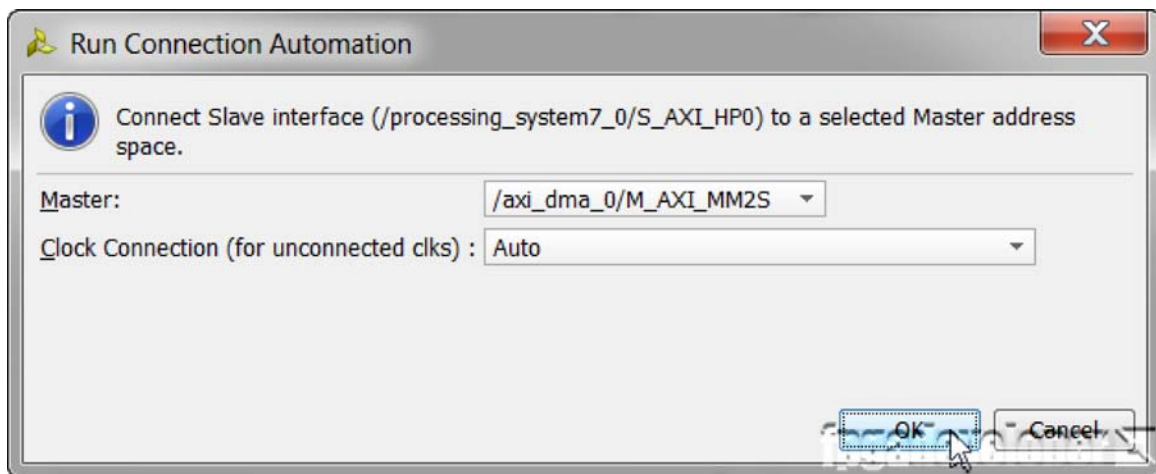 Run Connection Automation
Connect Slave interface (/processing_system7_0/S_AXI_HP0) to a selected Master address
space.
Master: /axi_dma_0/M_AXI_MM2S
Clock Connection (for unconnected clks) : Auto
OK Cancel
fpgadeveloper